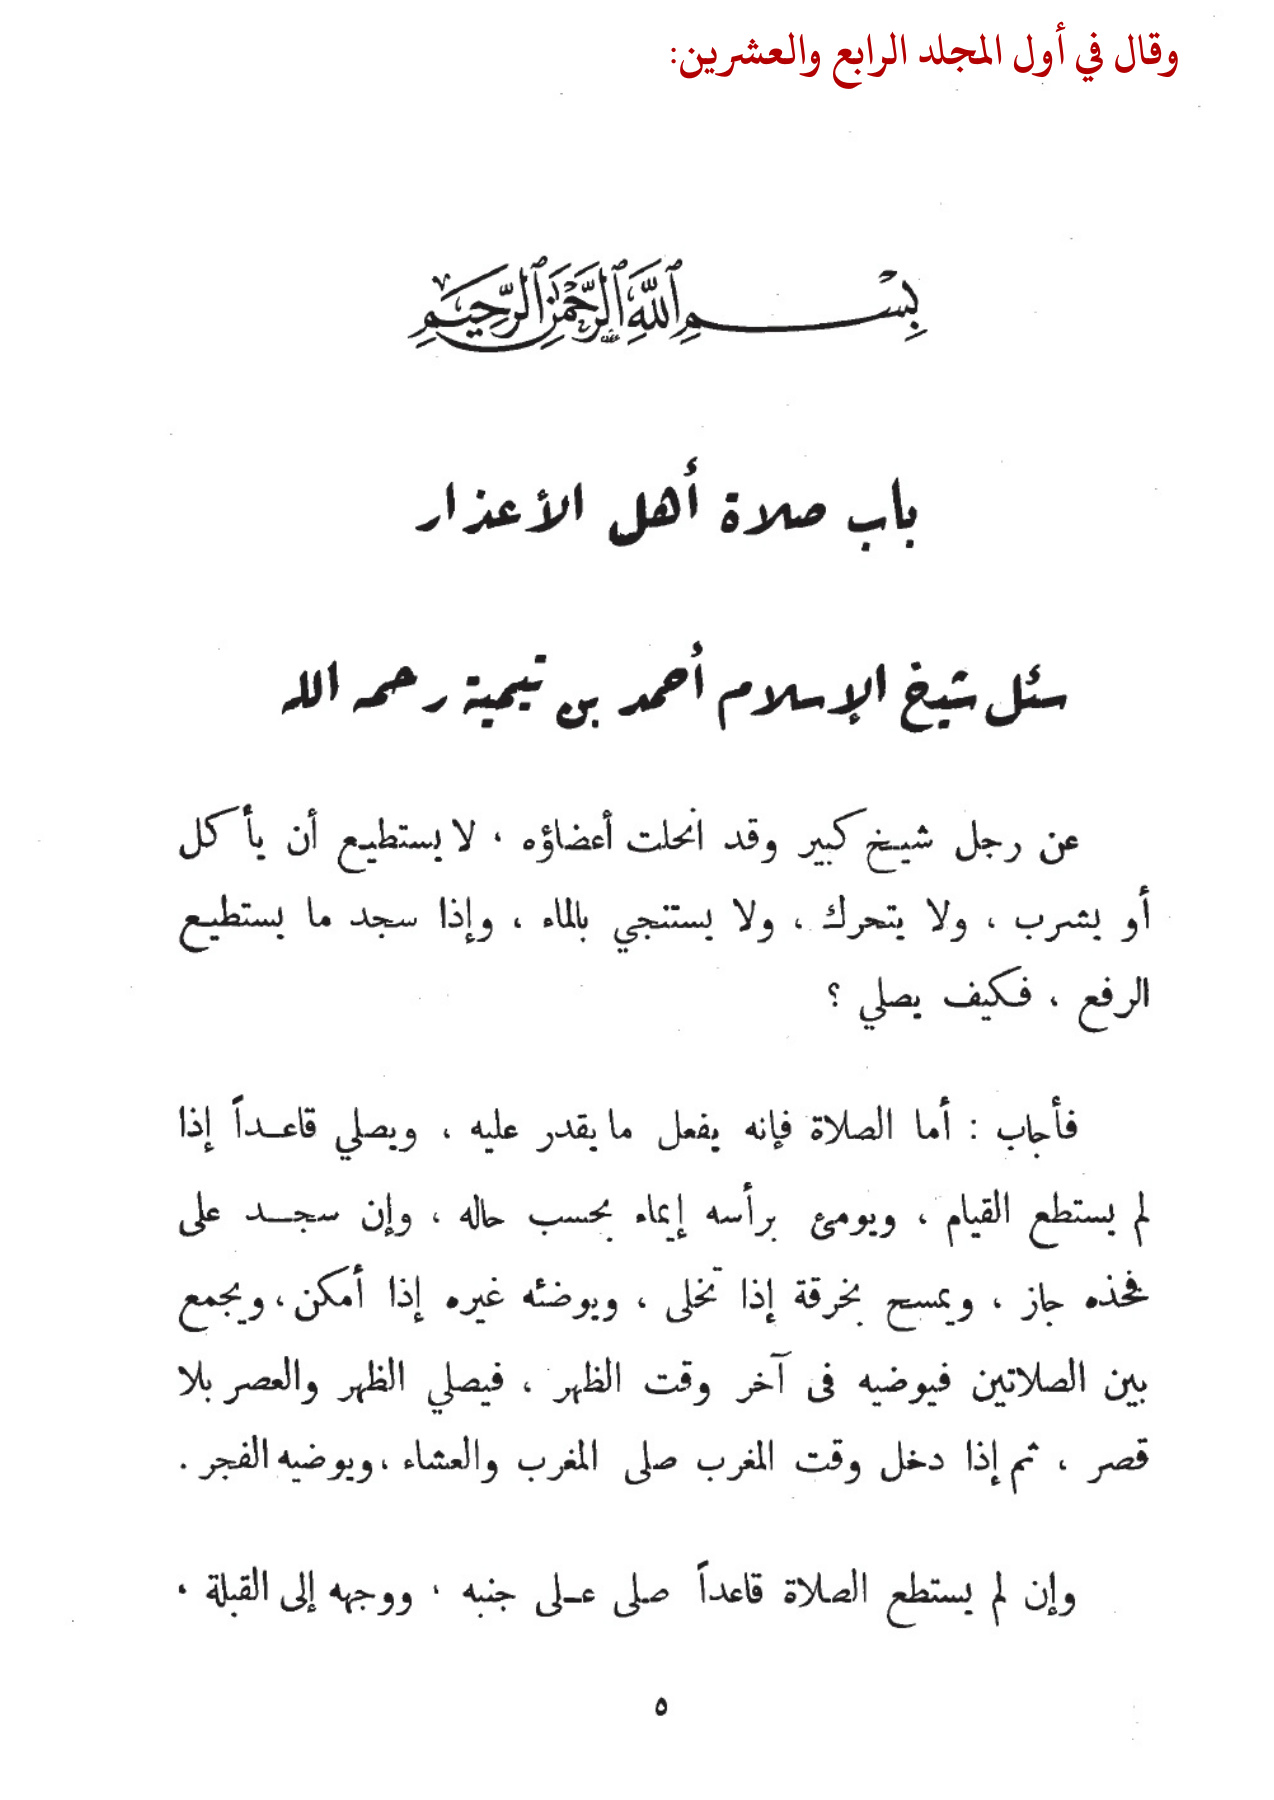 وقال في أول المجلد الرابع والعشرين:
بِسْمِ اللَّهِ الرَّحْمَٰنِ الرَّحِيمِ
باب صلاة أهل الأعذار
سئل شيخ الإسلام أحمد بن تيمية رحمه الله
عن رجل شيخ كبير وقد انحلت أعضاؤه ، لا يستطيع أن يأكل
أو يشرب ، ولا يتحرك ، ولا يستنجي بالماء ، وإذا سجد ما يستطيع
الرفع ، فكيف يصلي ؟
فأجاب : أما الصلاة فإنه يفعل ما يقدر عليه ، ويصلي قاعداً إذا
لم يستطع القيام ، ويومئ برأسه إيماء بحسب حاله ، وإن سجد على
فخذه جاز ، ويمسح بخرقة إذا تخلى ، ويوضئه غيره إذا أمكن ، ويجمع
بين الصلاتين فيوضيه فى آخر وقت الظهر ، فيصلي الظهر والعصر بلا
قصر ، ثم إذا دخل وقت المغرب صلى المغرب والعشاء ، ويوضيه الفجر .
وإن لم يستطع الصلاة قاعداً صلى على جنبه ، ووجهه إلى القبلة ،
٥